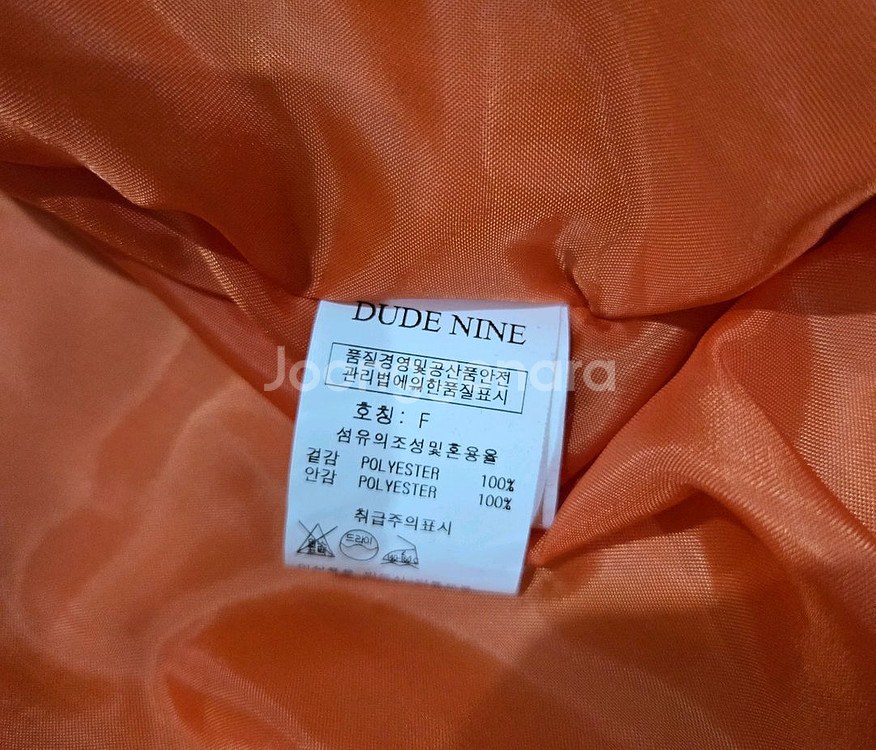 DUDE NINE
품질경영및공산품안전
관리법에의한품질표시
Joongonara
호칭: F
섬유의조성및혼용율
겉감 POLYESTER 100%
안감 POLYESTER 100%
취급주의표시
드라이